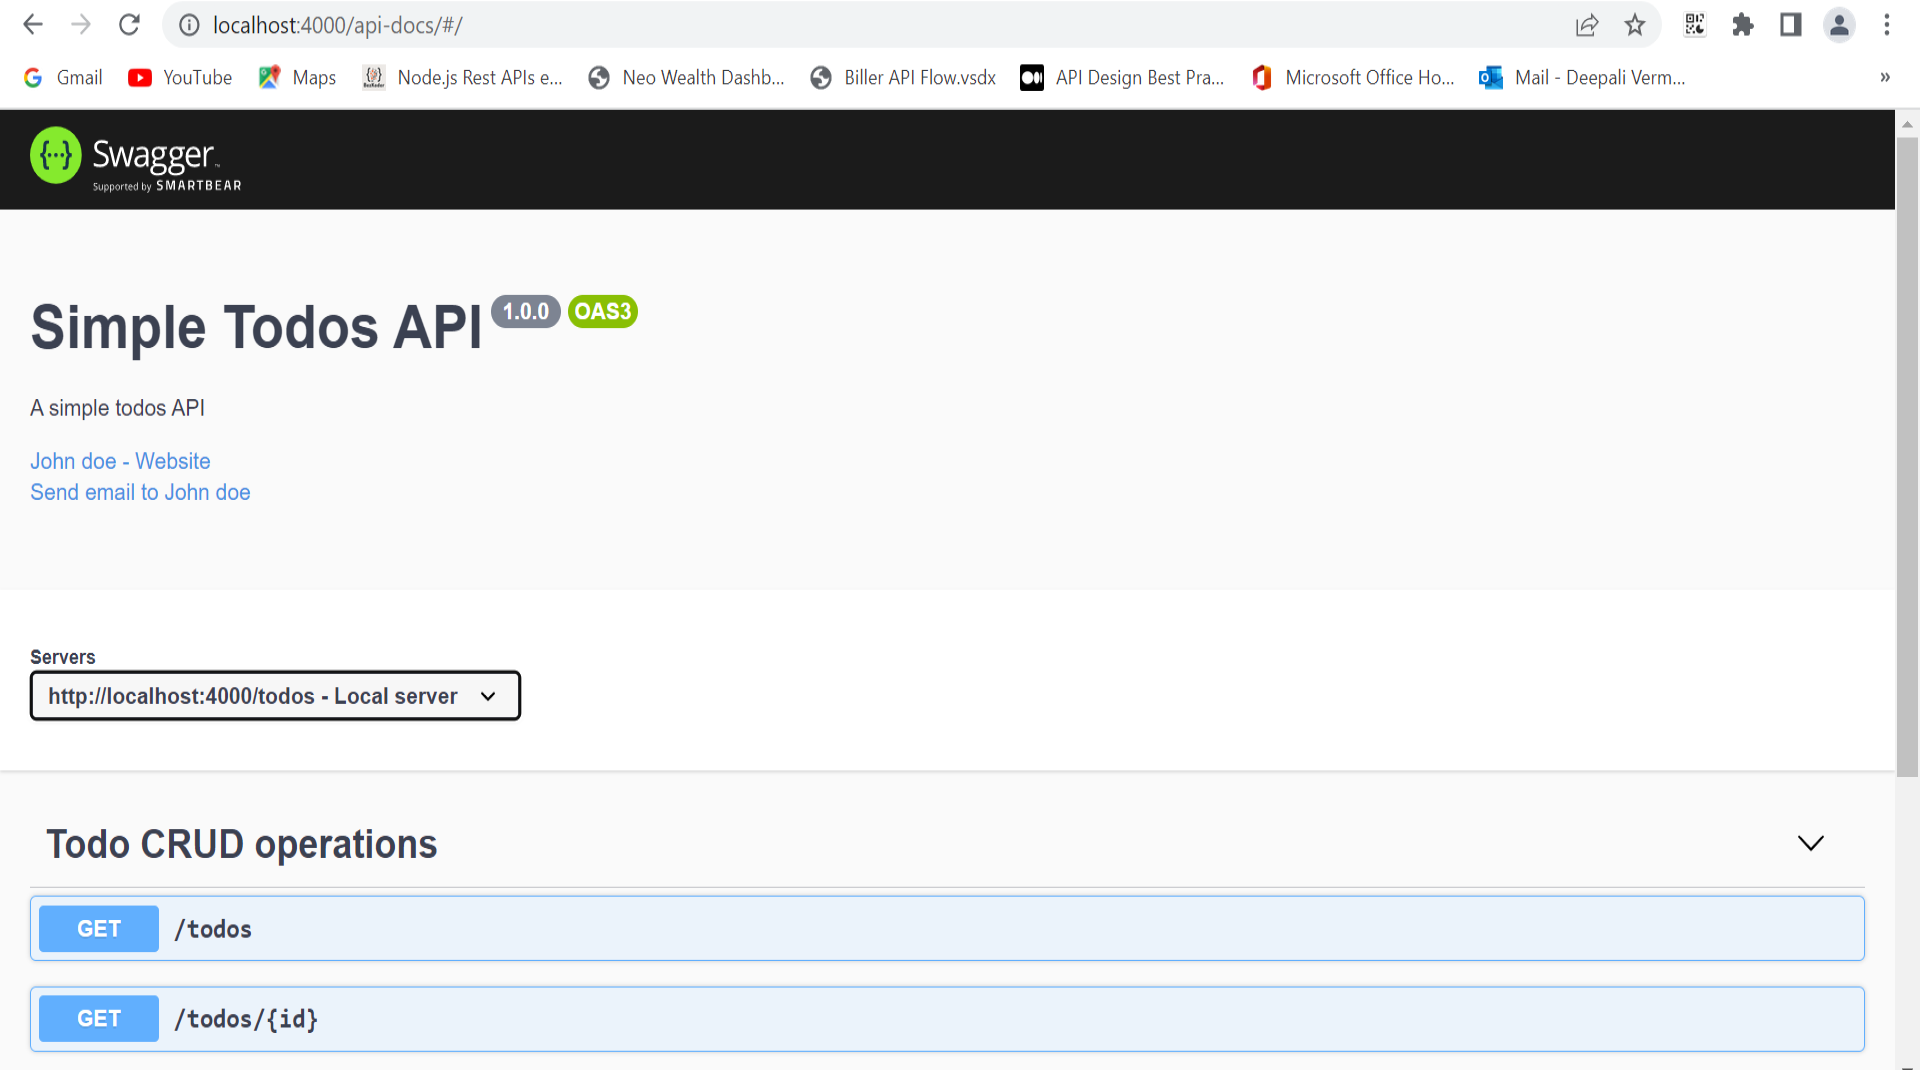 localhost:4000/api-docs/#/
Gmail YouTube Maps Node.js Rest APIs e... Neo Wealth Dashb... Biller API Flow.vsdx API Design Best Pra... Microsoft Office Ho... Mail - Deepali Verm... »
{···} Swagger™
Supported by SMARTBEAR
Simple Todos API 1.0.0 OAS3
A simple todos API
John doe - Website
Send email to John doe
Servers
http://localhost:4000/todos - Local server
Todo CRUD operations
GET /todos
GET /todos/{id}